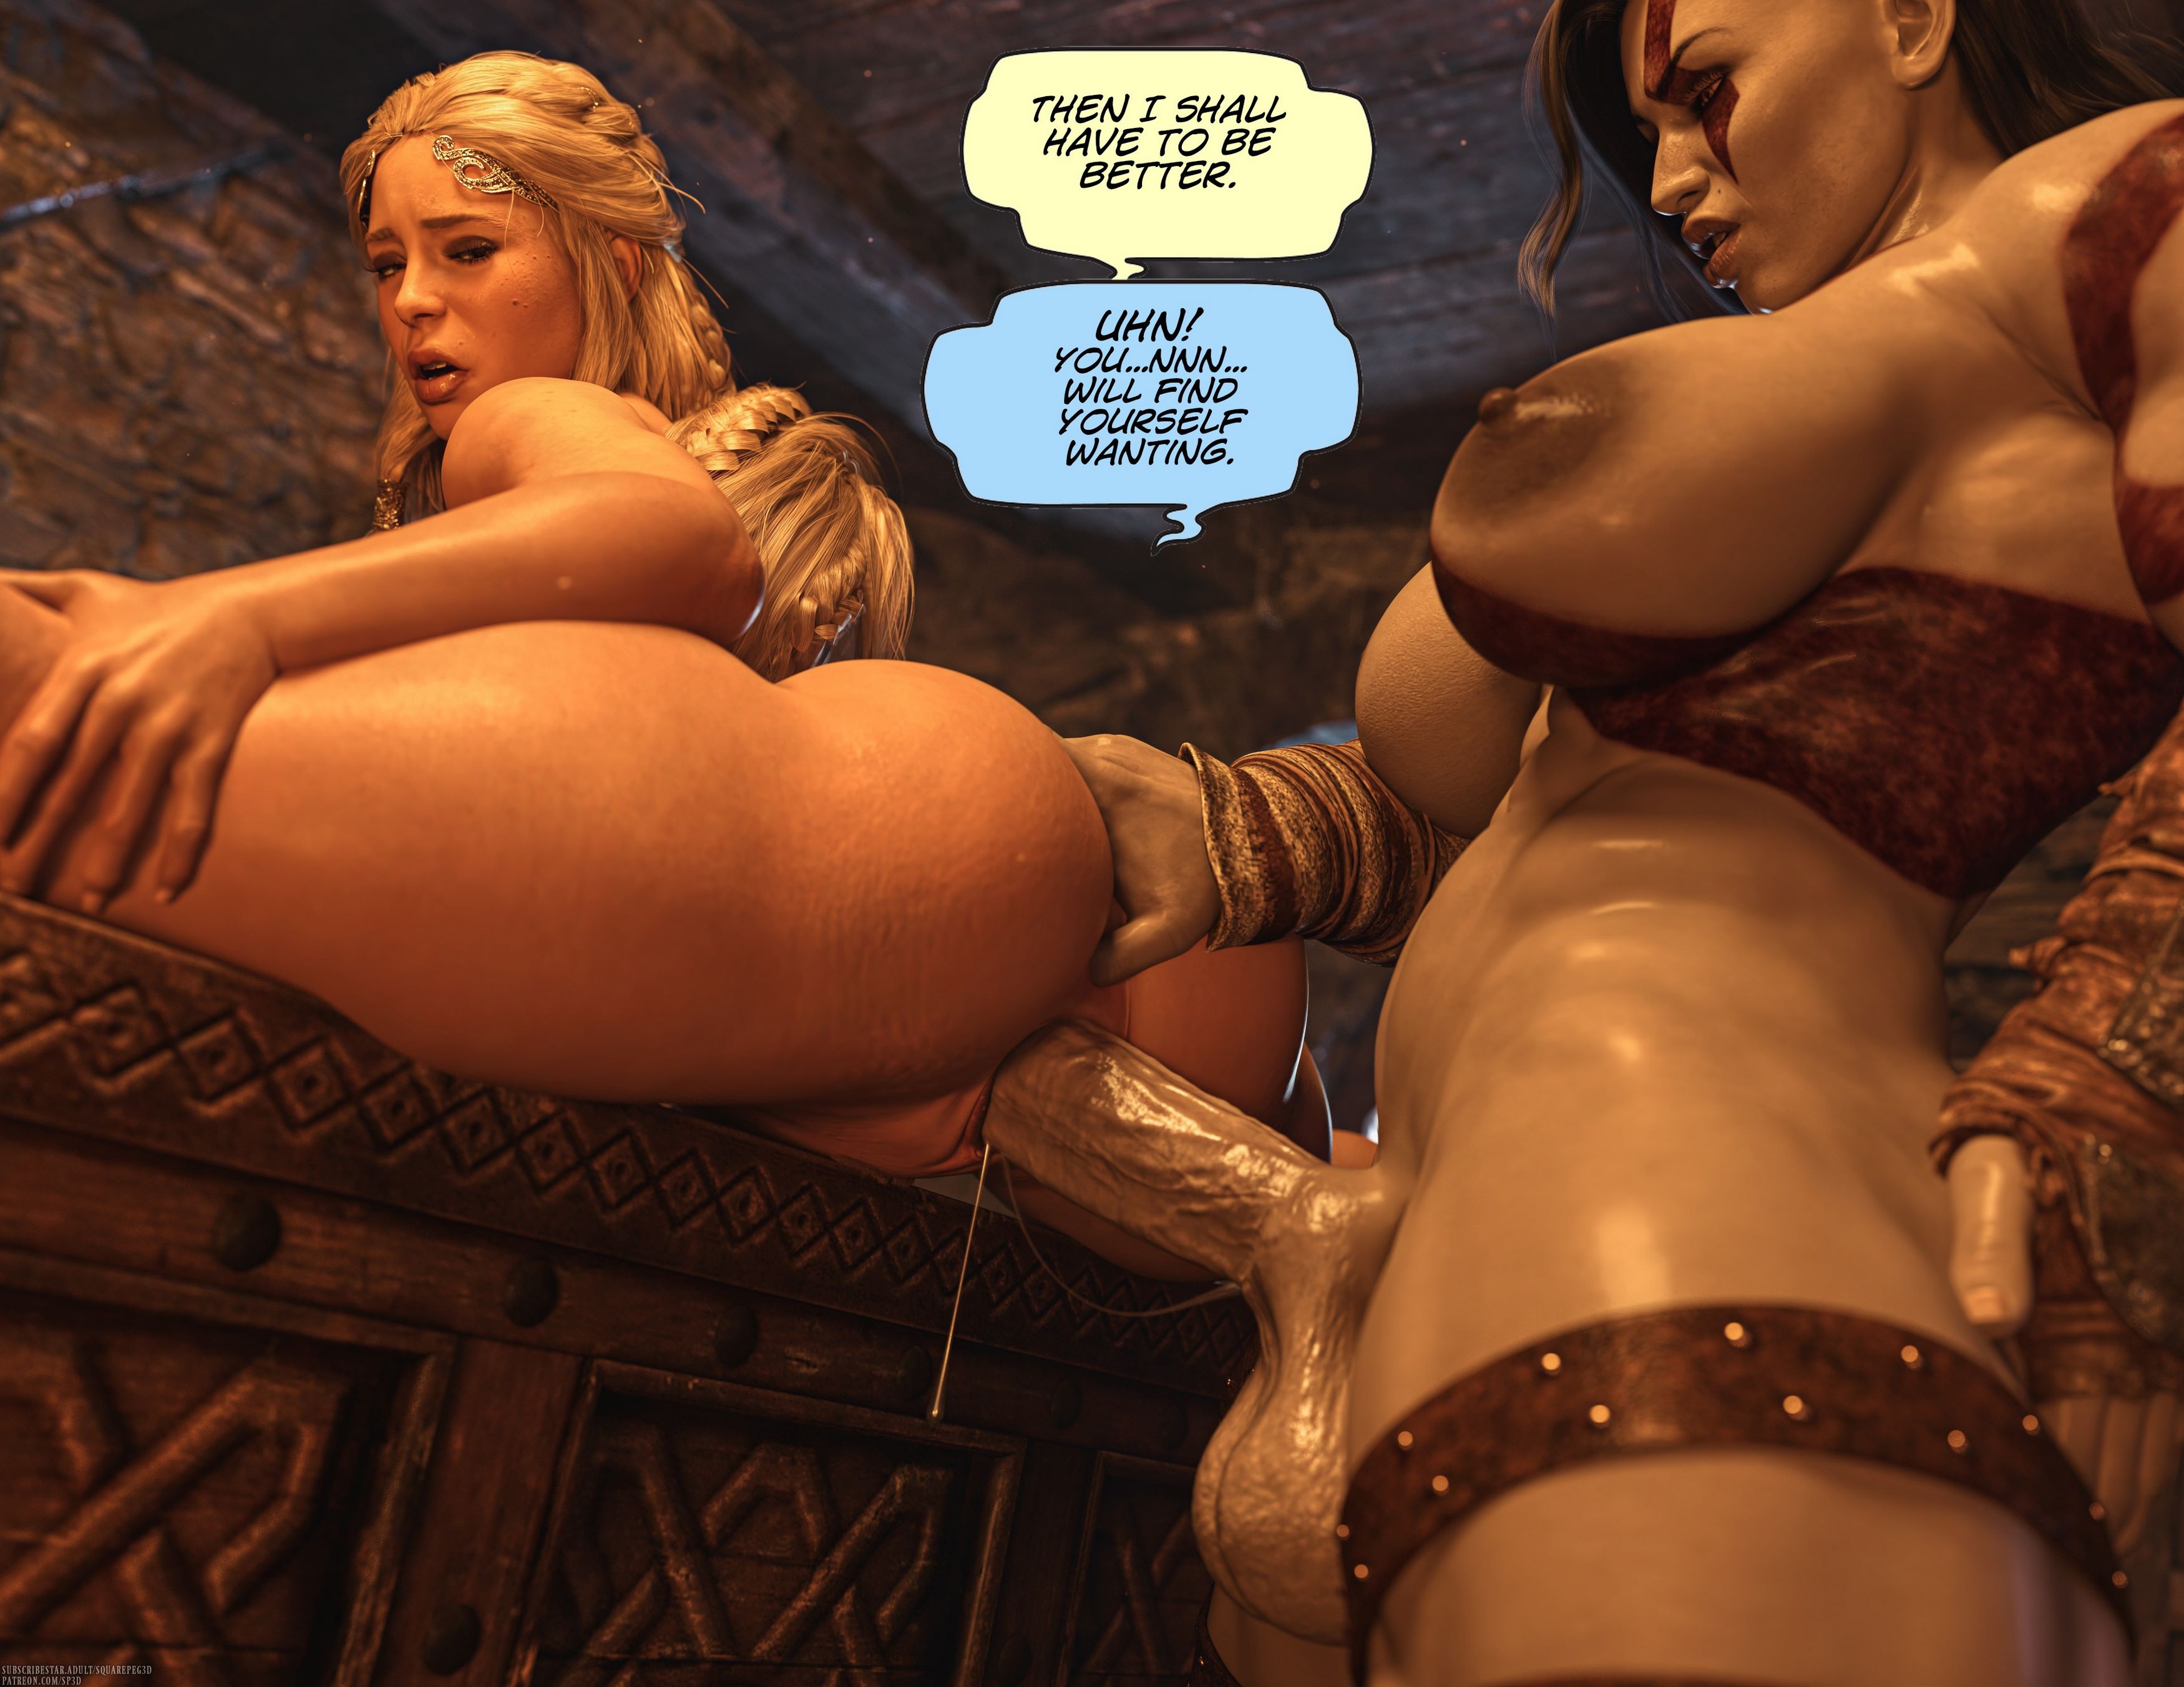 THEN I SHALL
HAVE TO BE
BETTER.
UHN!
YOU...NNN...
WILL FIND
YOURSELF
WANTING.
SUBSCRIBESTAR.ADULT/SQUAREPEG3D
PATREON.COM/SP3D